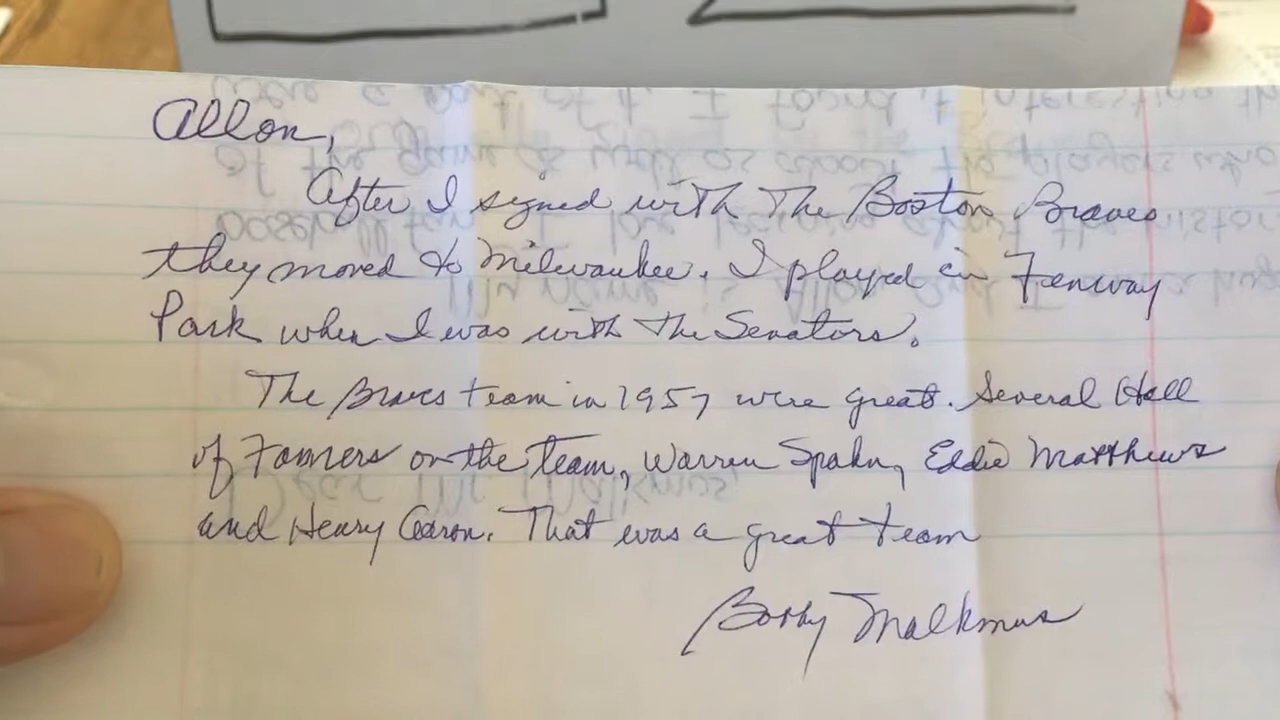 Allon,
After I signed with The Boston Braves
they moved to Milwaukee. I played in Fenway
Park when I was with The Senators.
The Braves team in 1957 were great. Several Hall
of Famers on the team, Warren Spahn, Eddie Matthews
and Henry Aaron. That was a great team
Bobby Malkmus